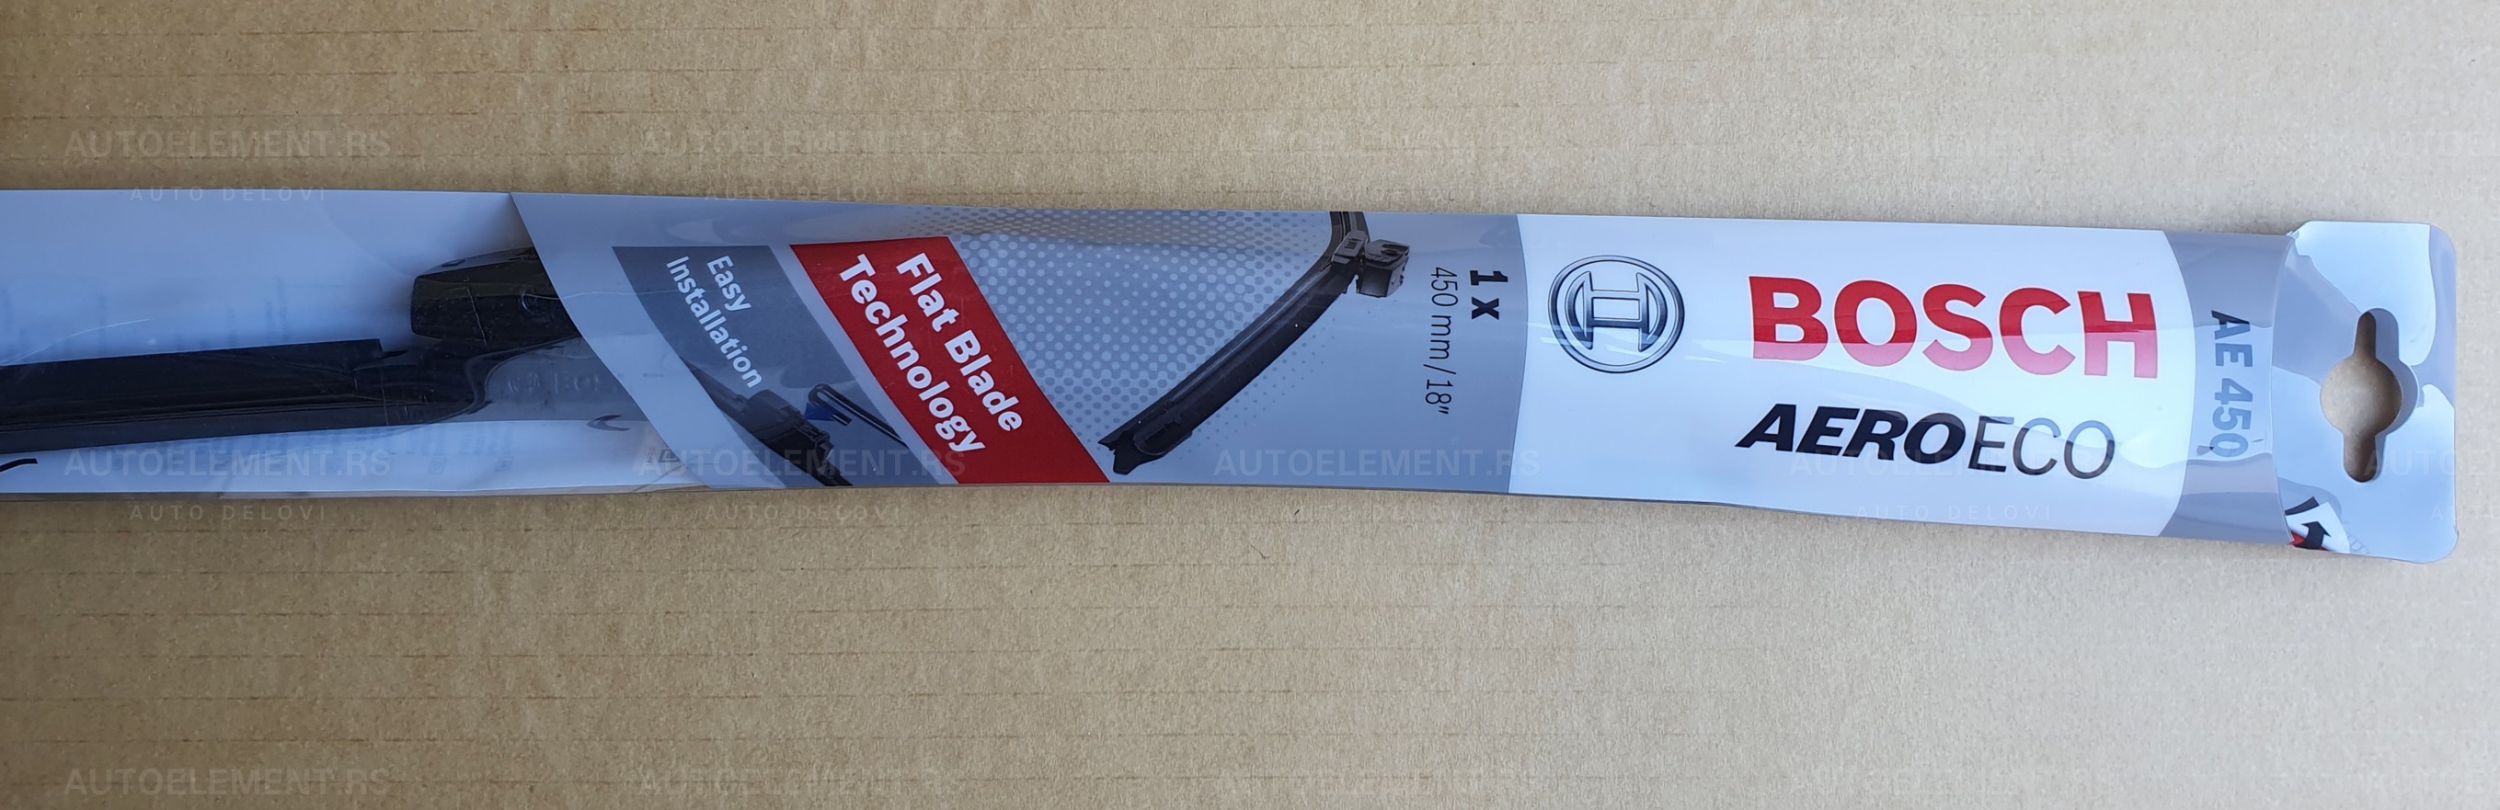 Easy
Installation
Flat Blade
Technology
1 x
450 mm / 18"
BOSCH
AEROECO
AE 450
AUTOELEMENT.RS
AUTO DELOVI